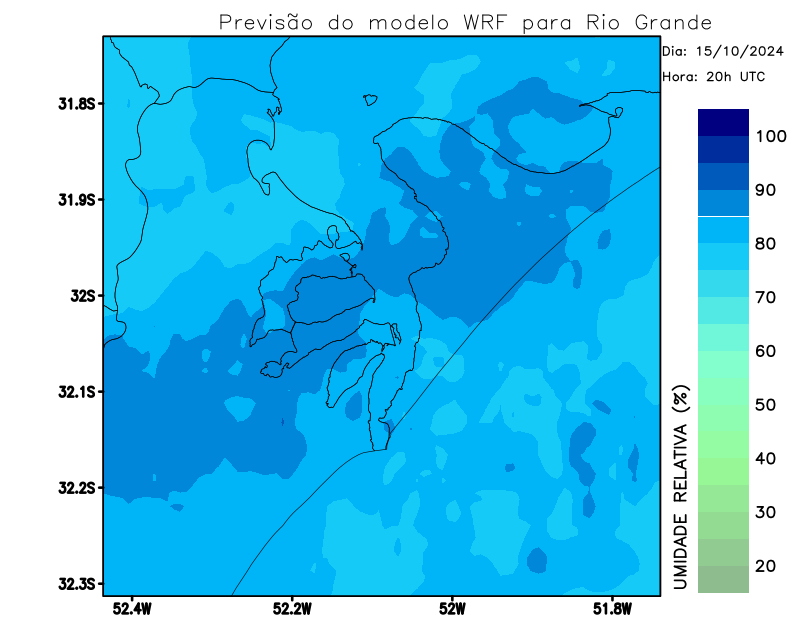 Previsão do modelo WRF para Rio Grande
Dia: 15/10/2024
Hora: 20h UTC
31.8S
31.9S
32S
32.1S
32.2S
32.3S
52.4W
52.2W
52W
51.8W
100
90
80
70
60
50
40
30
20
UMIDADE RELATIVA (%)